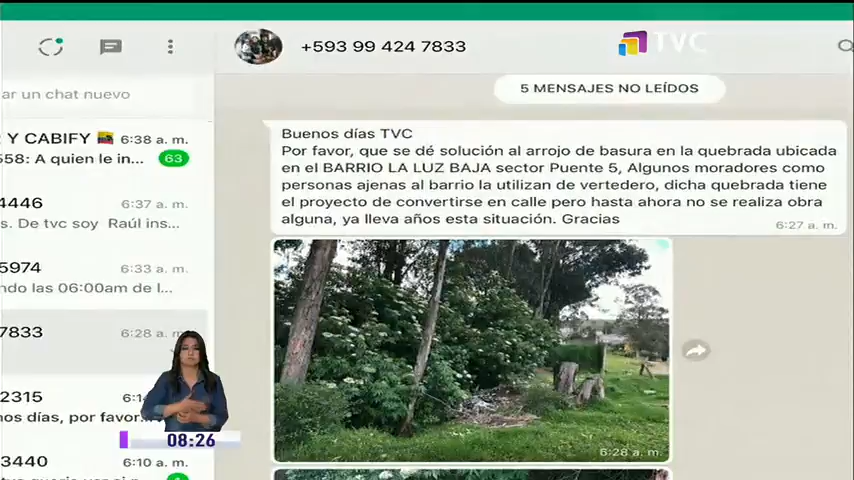 +593 99 424 7833
TVC
ar un chat nuevo
5 MENSAJES NO LEÍDOS
Y CABIFY 🇪🇨 6:38 a. m.
558: A quien le in... 63
4446 6:37 a. m.
s. De tvc soy Raúl ins...
5974 6:33 a. m.
ndo las 06:00am de l...
7833 6:28 a. m.
2315
os días, por favor
3440 6:10 a. m.
08:26
Buenos días TVC
Por favor, que se dé solución al arrojo de basura en la quebrada ubicada
en el BARRIO LA LUZ BAJA sector Puente 5, Algunos moradores como
personas ajenas al barrio la utilizan de vertedero, dicha quebrada tiene
el proyecto de convertirse en calle pero hasta ahora no se realiza obra
alguna, ya lleva años esta situación. Gracias
6:27 a. m.
6:28 a. m.